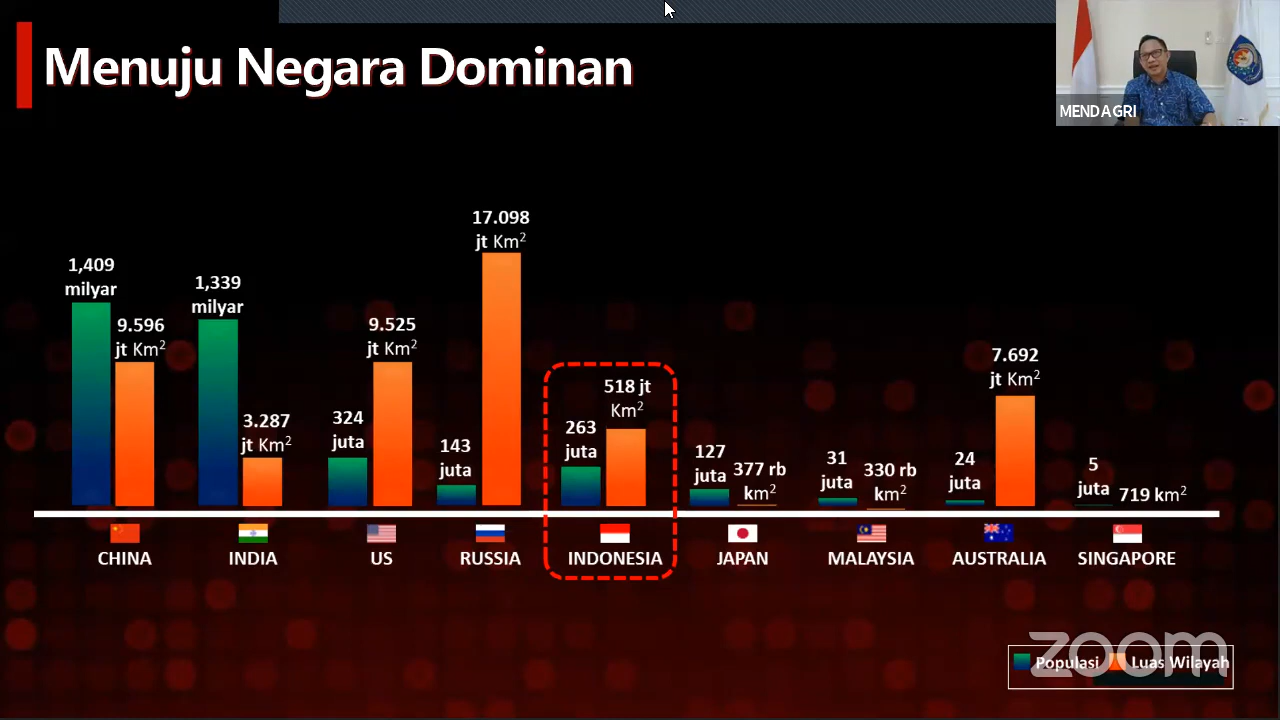 Menuju Negara Dominan
MENDAGRI
1,409
milyar
9.596
jt Km²
1,339
milyar
3.287
jt Km²
324
juta
9.525
jt Km²
143
juta
17.098
jt Km²
263
juta
518 jt
Km²
127
juta
377 rb
km²
31
juta
330 rb
km²
24
juta
7.692
jt Km²
5
juta
719 km²
CHINA
INDIA
US
RUSSIA
INDONESIA
JAPAN
MALAYSIA
AUSTRALIA
SINGAPORE
Populasi
Luas Wilayah
zoom